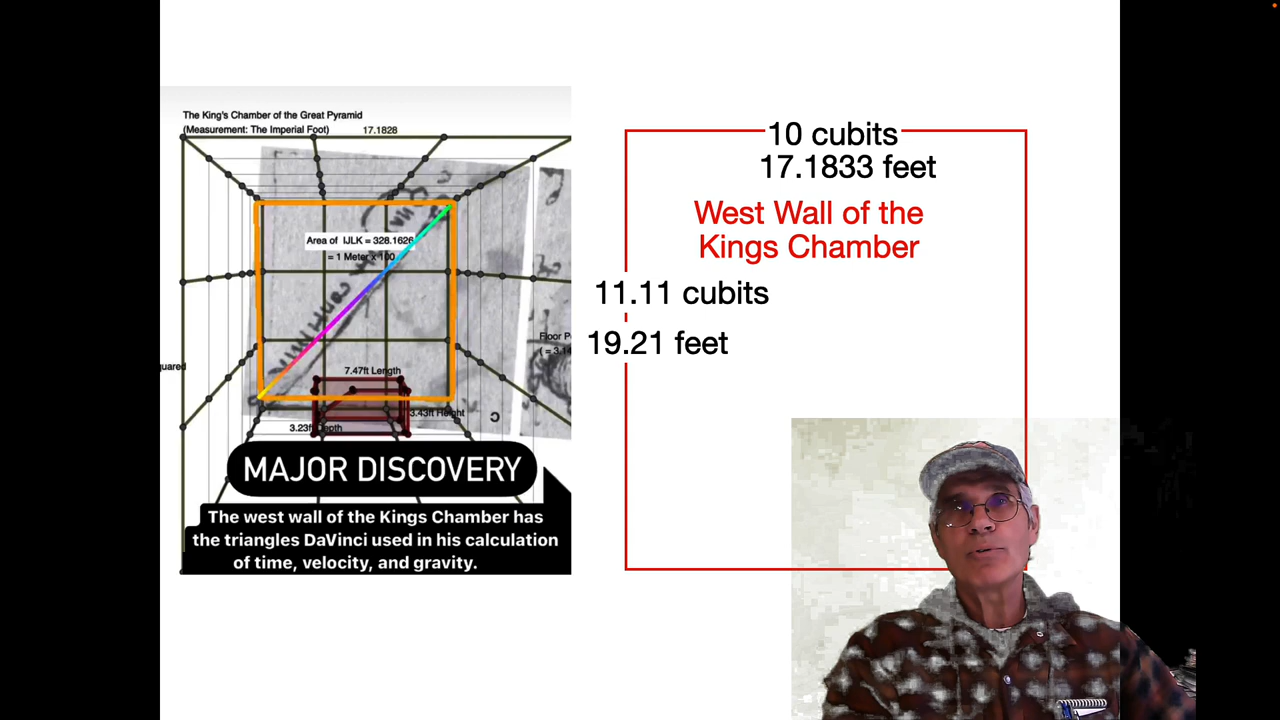 The King's Chamber of the Great Pyramid
(Measurement: The Imperial Foot)
17.1828
Area of IJLK = 328.1626
= 1 Meter x 100
Floor
uared
7.47ft Length
3.43ft Height
3.23ft Depth
MAJOR DISCOVERY
The west wall of the Kings Chamber has
the triangles DaVinci used in his calculation
of time, velocity, and gravity.
10 cubits
17.1833 feet
West Wall of the
Kings Chamber
11.11 cubits
19.21 feet